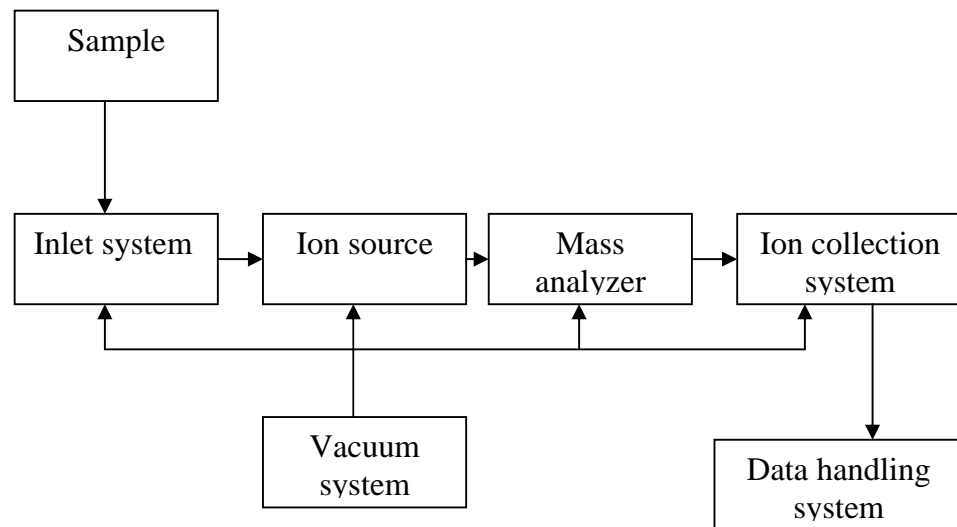 Sample
Inlet system
Ion source
Mass
analyzer
Ion collection
system
Vacuum
system
Data handling
system